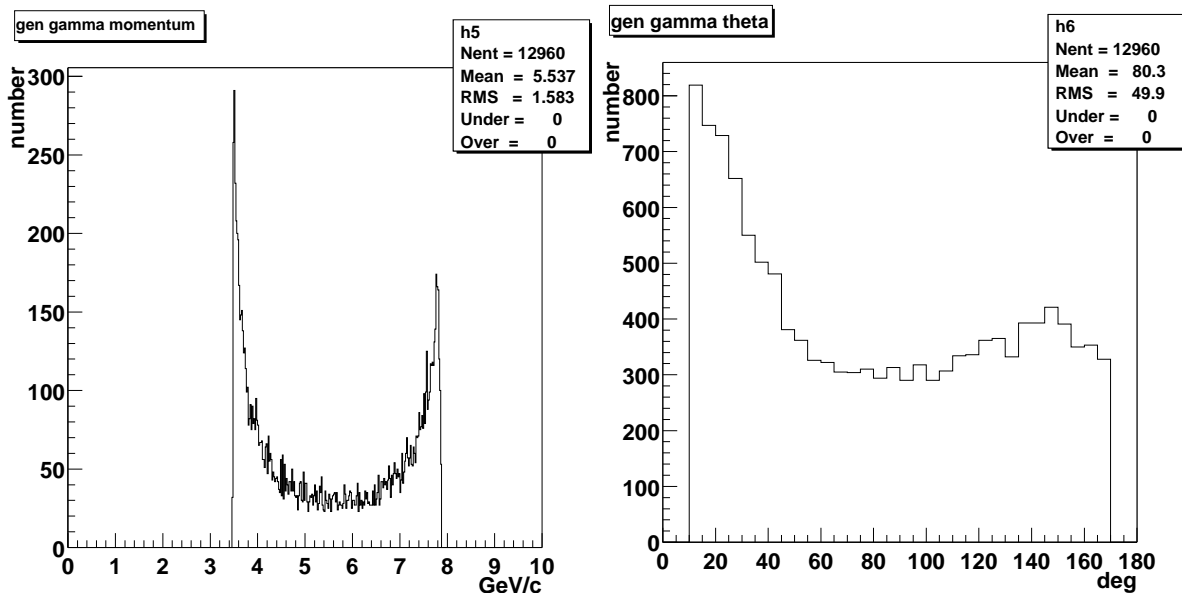 gen gamma momentum
h5
Nent = 12960
Mean = 5.537
RMS = 1.583
Under = 0
Over = 0
number
300
250
200
150
100
50
0
0 1 2 3 4 5 6 7 8 9 10
GeV/c
gen gamma theta
h6
Nent = 12960
Mean = 80.3
RMS = 49.9
Under = 0
Over = 0
number
800
700
600
500
400
300
200
100
0
0 20 40 60 80 100 120 140 160 180
deg